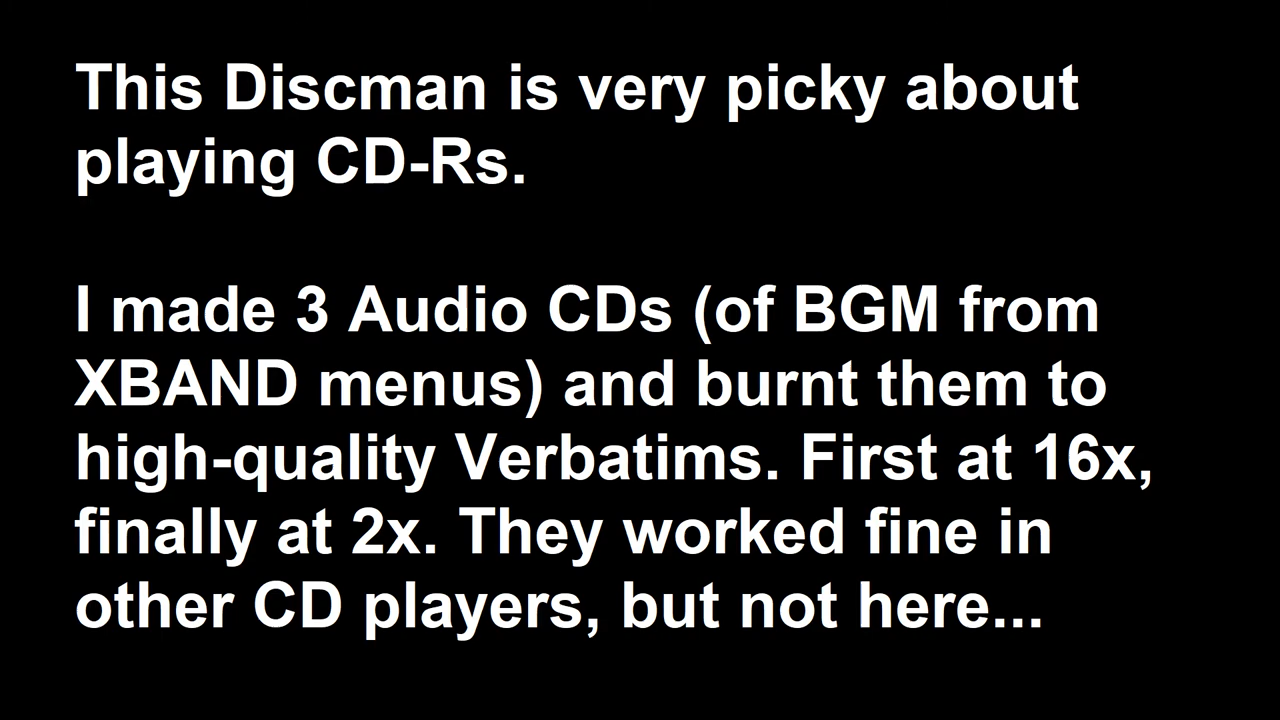 This Discman is very picky about
playing CD-Rs.
I made 3 Audio CDs (of BGM from
XBAND menus) and burnt them to
high-quality Verbatims. First at 16x,
finally at 2x. They worked fine in
other CD players, but not here...